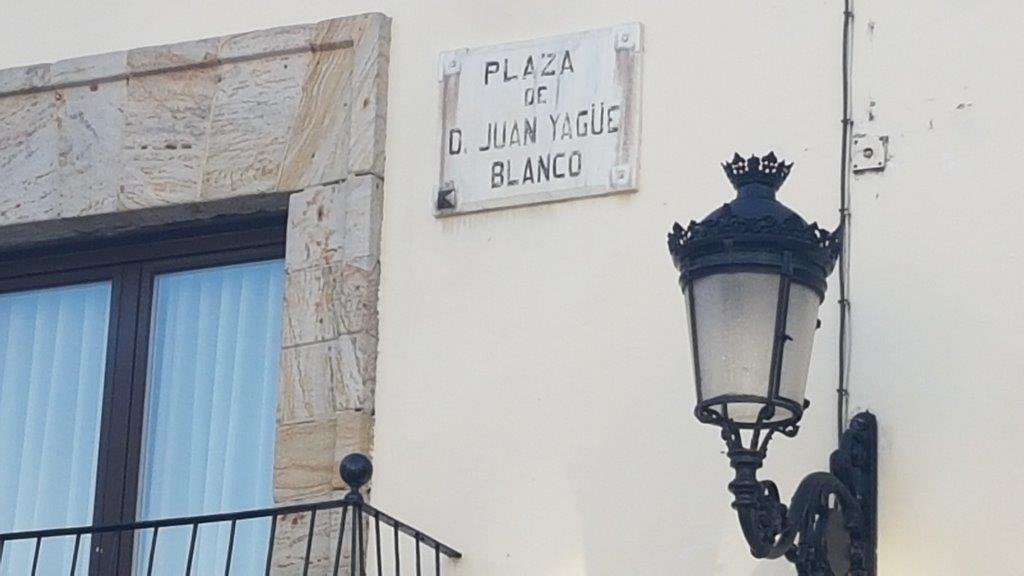 PLAZA
DE
D. JUAN YAGÜE
BLANCO